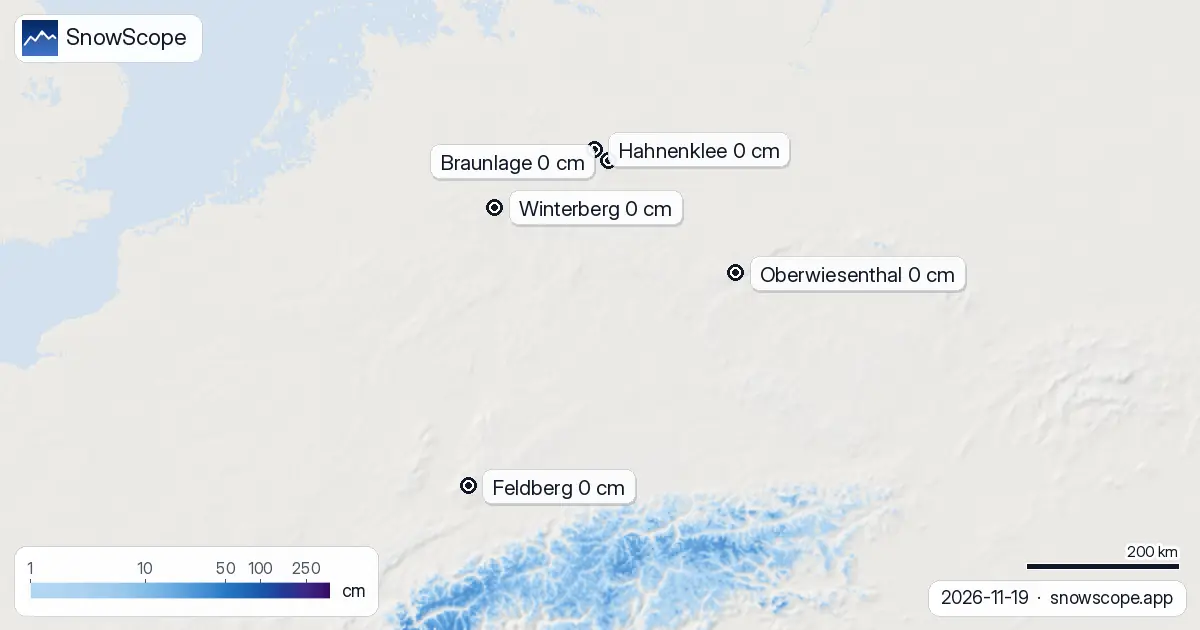 SnowScope
Hahnenklee 0 cm
Braunlage 0 cm
Winterberg 0 cm
Oberwiesenthal 0 cm
Feldberg 0 cm
200 km
1 10 50 100 250
cm
2026-11-19 · snowscope.app